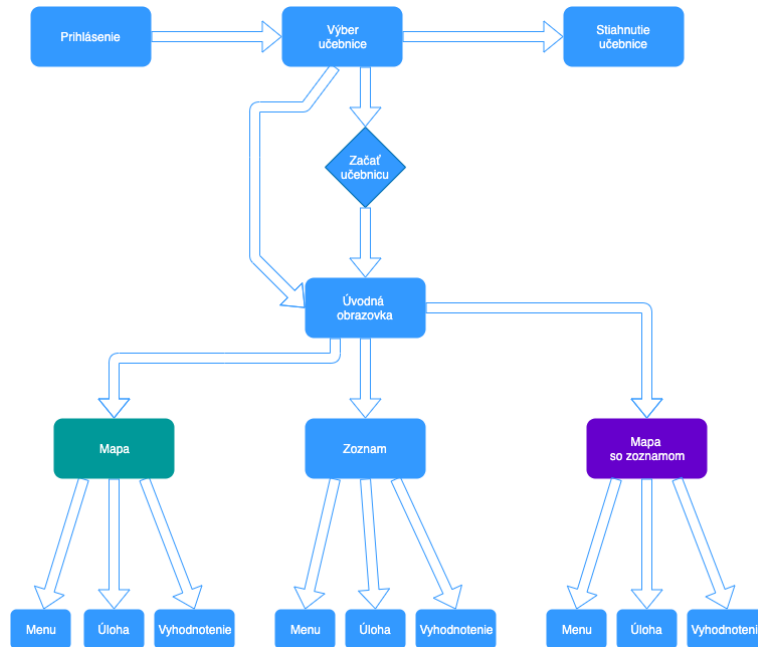 Prihlásenie
Výber
učebnice
Stiahnutie
učebnice
Začať
učebnicu
Úvodná
obrazovka
Mapa
Zoznam
Mapa
so zoznamom
Menu
Úloha
Vyhodnotenie
Menu
Úloha
Vyhodnotenie
Menu
Úloha
Vyhodnotenie